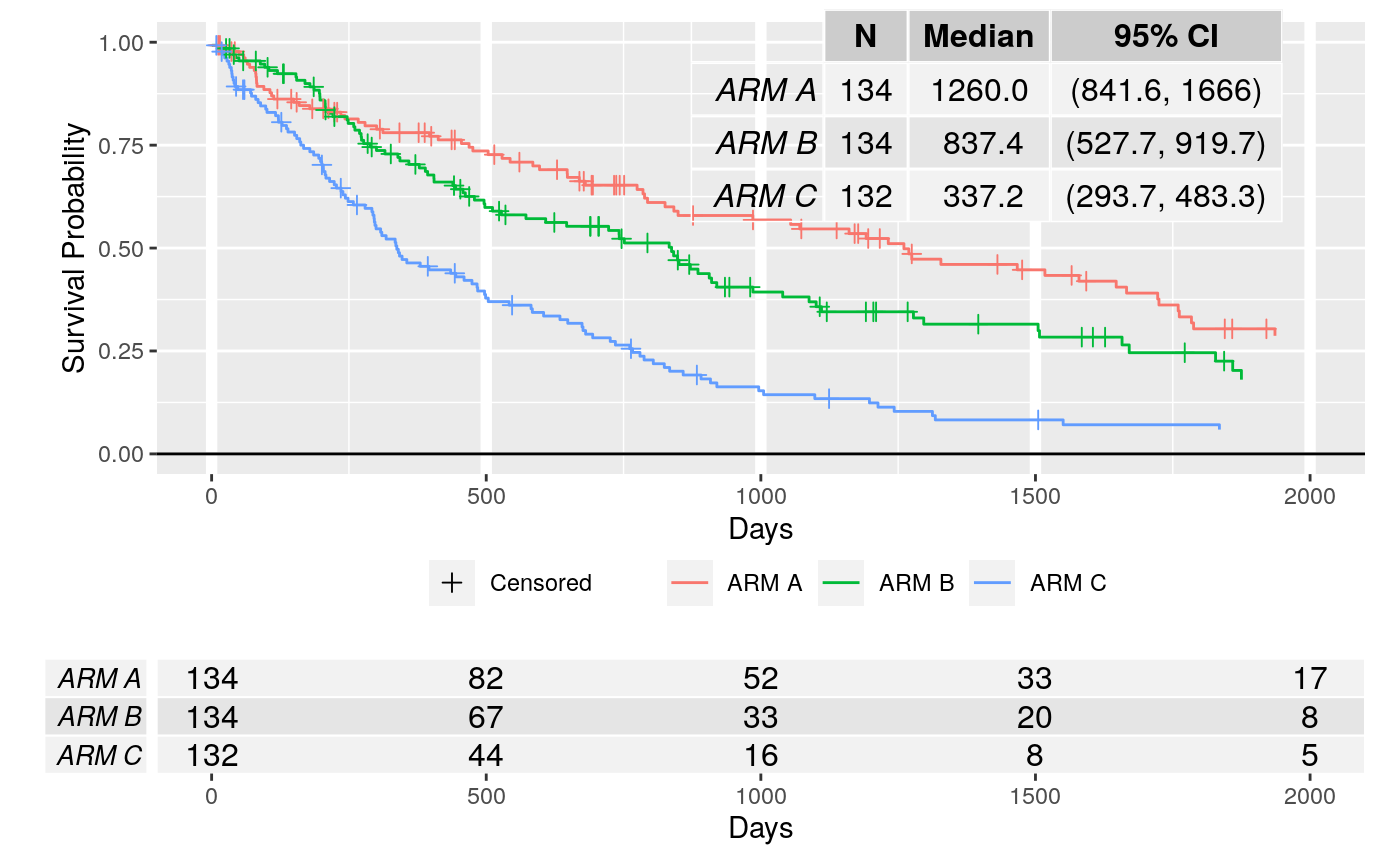 N Median 95% CI
ARM A 134 1260.0 (841.6, 1666)
ARM B 134 837.4 (527.7, 919.7)
ARM C 132 337.2 (293.7, 483.3)
Survival Probability
1.00
0.75
0.50
0.25
0.00
0 500 1000 1500 2000
Days
Censored ARM A ARM B ARM C
ARM A 134 82 52 33 17
ARM B 134 67 33 20 8
ARM C 132 44 16 8 5
0 500 1000 1500 2000
Days